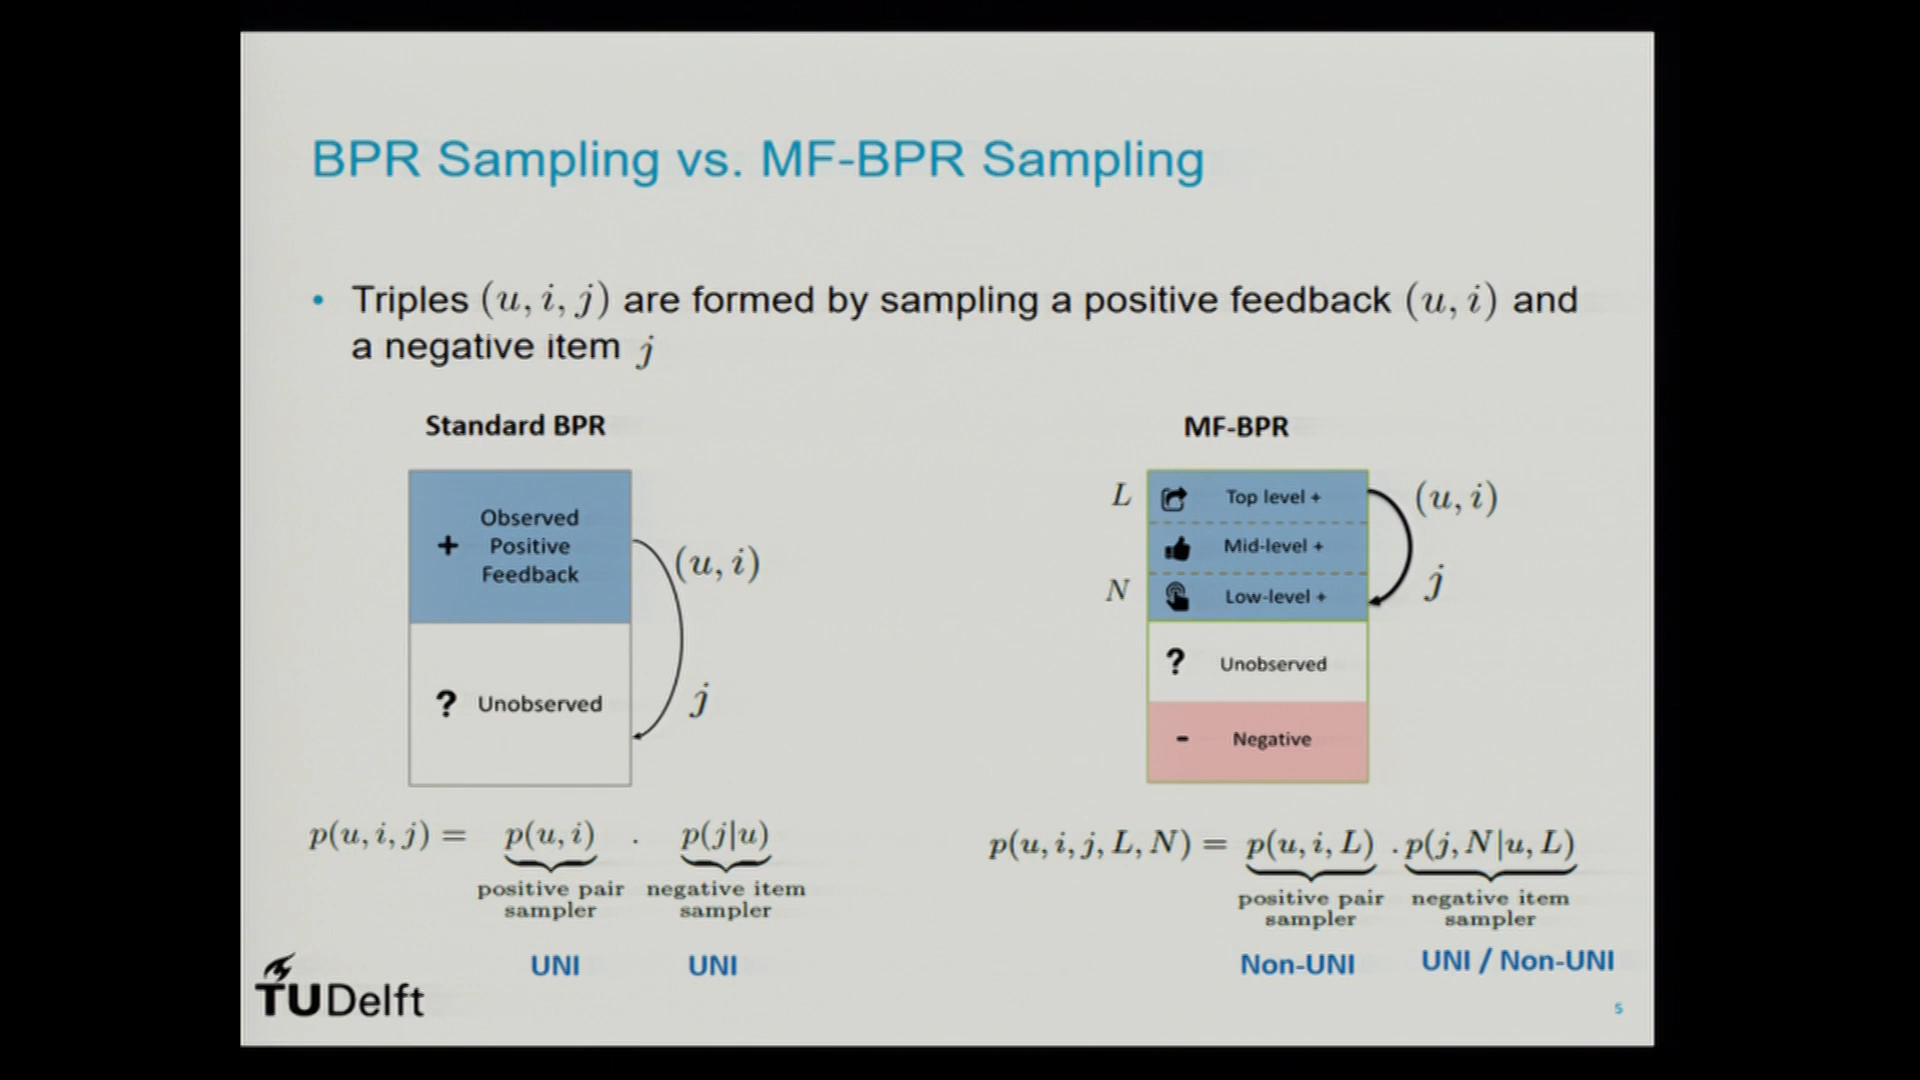 BPR Sampling vs. MF-BPR Sampling
• Triples (u, i, j) are formed by sampling a positive feedback (u, i) and
a negative item j
Standard BPR
+ Observed
Positive
Feedback
(u, i)
? Unobserved
j
p(u, i, j) = p(u, i) . p(j|u)
positive pair sampler
negative item sampler
UNI UNI
MF-BPR
L Top level +
(u, i)
Mid-level +
N Low-level +
j
? Unobserved
- Negative
p(u, i, j, L, N) = p(u, i, L) . p(j, N|u, L)
positive pair sampler
negative item sampler
Non-UNI UNI / Non-UNI
TUDelft
5